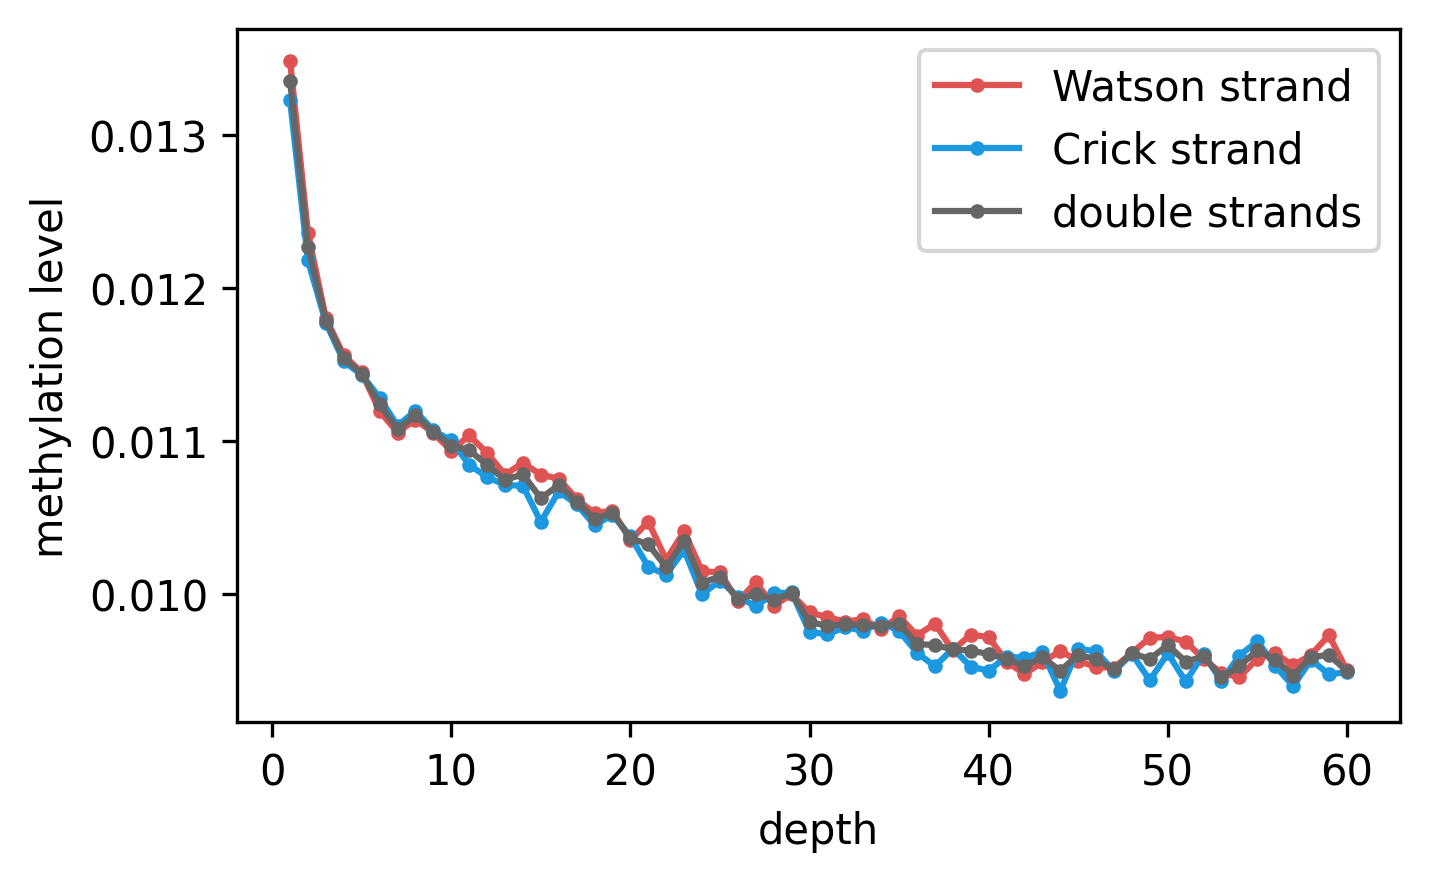 Watson strand
Crick strand
double strands
0.013
0.012
0.011
0.010
methylation level
0 10 20 30 40 50 60
depth